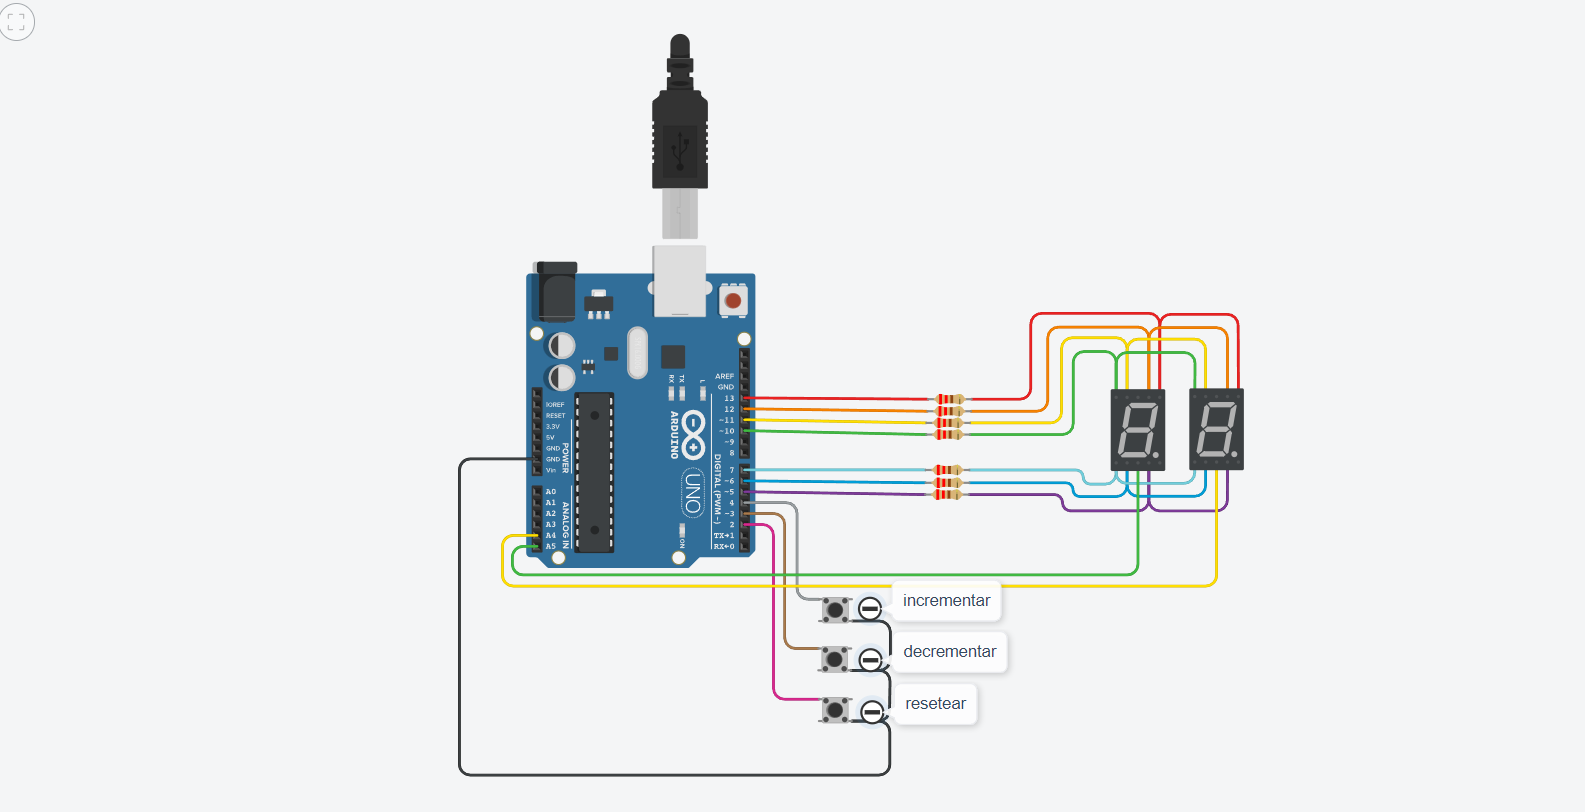 AREF
GND
13
12
~11
~10
~9
8
7
~6
~5
4
~3
2
TX→1
RX←0
DIGITAL (PWM~)
RX
TX
L
ARDUINO
UNO
ON
IOREF
RESET
3.3V
5V
GND
GND
Vin
POWER
A0
A1
A2
A3
A4
A5
ANALOG IN
incrementar
decrementar
resetear